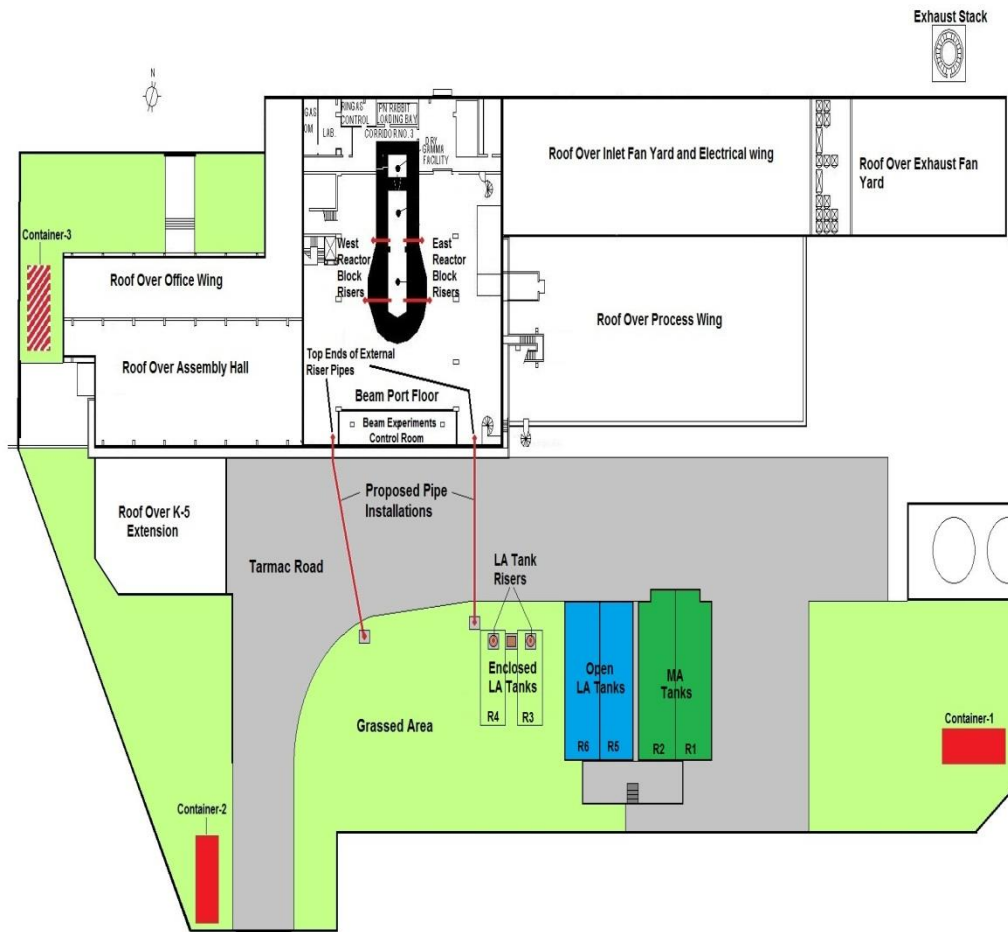 Exhaust Stack
N
GAS
OM
LAB.
RINGAS
CONTROL
PN RABBIT
LOADING BAY
CORRIDOR NO. 3
DRY
GAMMA
FACILITY
Roof Over Inlet Fan Yard and Electrical wing
Roof Over Exhaust Fan
Yard
Container-3
Roof Over Office Wing
West
Reactor
Block
Risers
East
Reactor
Block
Risers
Roof Over Process Wing
Roof Over Assembly Hall
Top Ends of External
Riser Pipes
Beam Port Floor
Beam Experiments
Control Room
Proposed Pipe
Installations
Roof Over K-5
Extension
Tarmac Road
LA Tank
Risers
Enclosed
LA Tanks
R4
R3
Open
LA Tanks
R6
R5
MA
Tanks
R2
R1
Grassed Area
Container-1
Container-2